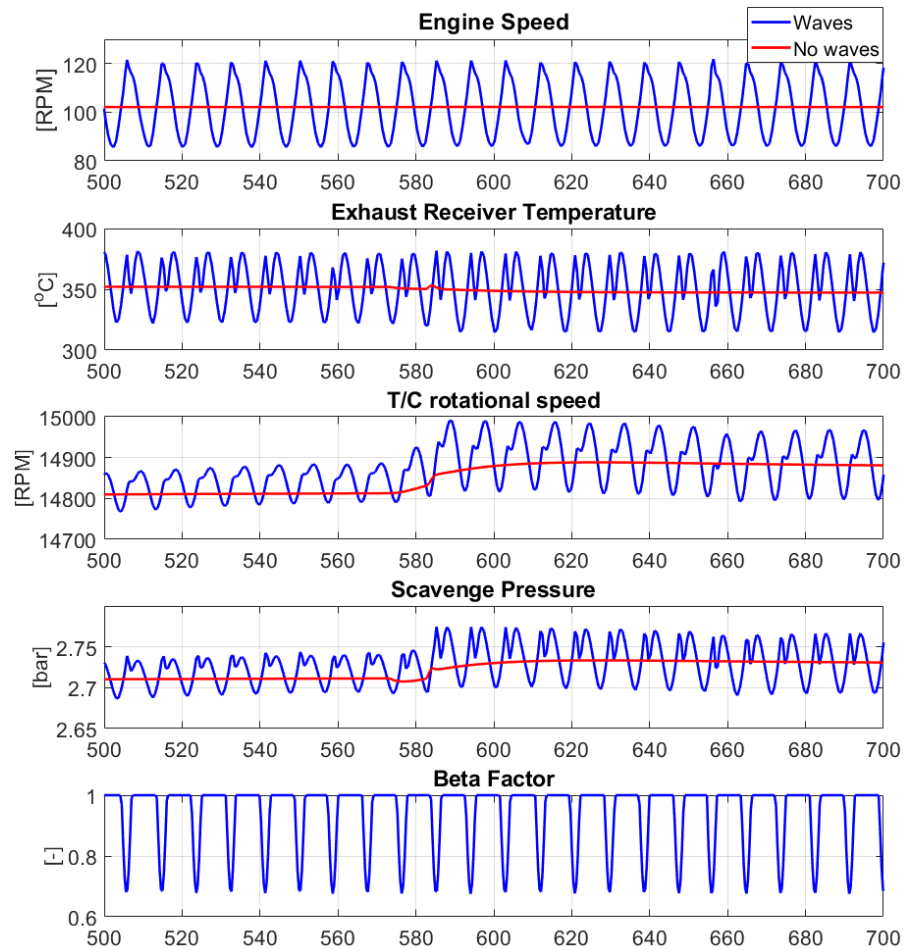 Engine Speed
Waves
No waves
[RPM]
120
100
80
500 520 540 560 580 600 620 640 660 680 700
Exhaust Receiver Temperature
[°C]
400
350
300
500 520 540 560 580 600 620 640 660 680 700
T/C rotational speed
[RPM]
15000
14900
14800
14700
500 520 540 560 580 600 620 640 660 680 700
Scavenge Pressure
[bar]
2.75
2.7
2.65
500 520 540 560 580 600 620 640 660 680 700
Beta Factor
[-]
1
0.8
0.6
500 520 540 560 580 600 620 640 660 680 700